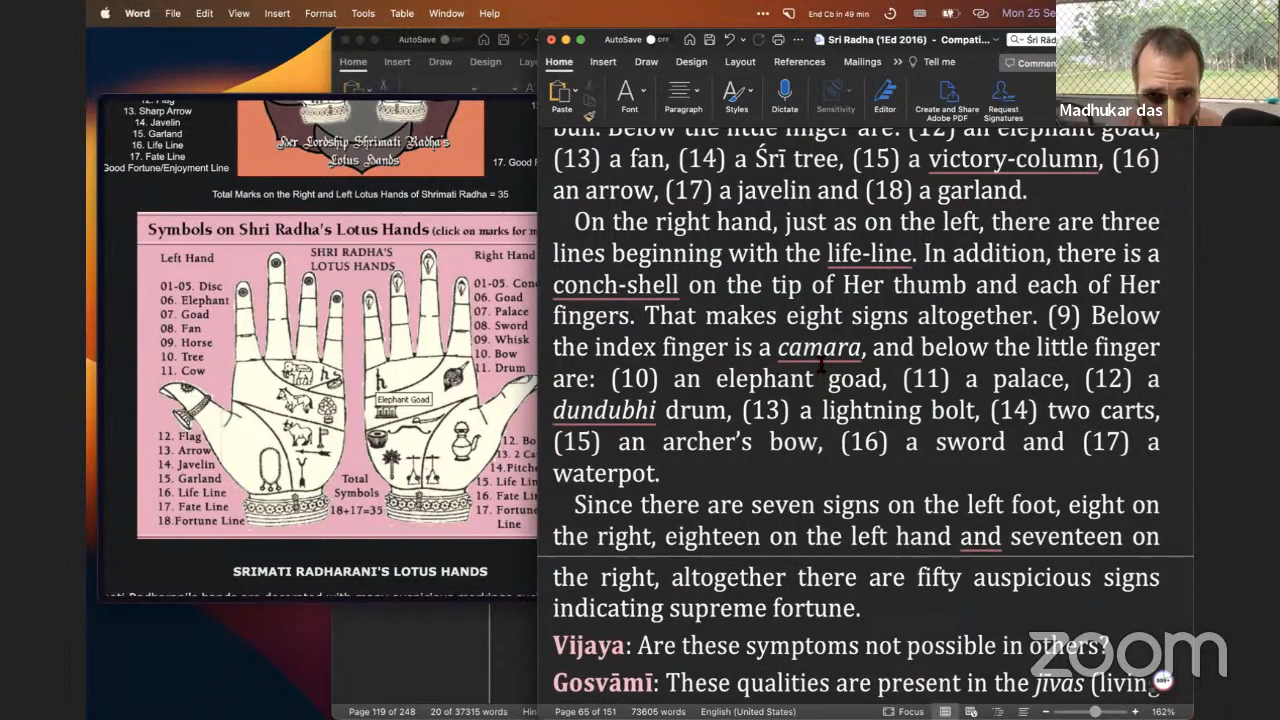 Word File Edit View Insert Format Tools Table Window Help
End Cb in 49 min
Mon 25 Se
AutoSave OFF
Home Insert Draw Design Layout
AutoSave OFF
Sri Radha (1Ed 2016) - Compati...
Home Insert Draw Design Layout References Mailings Tell me
Paste
Font
Paragraph
Styles
Dictate
Sensitivity
Editor
Create and Share
Adobe PDF
Request
Signatures
Madhukar das
13. Sharp Arrow
14. Javelin
15. Garland
16. Life Line
17. Fate Line
Good Fortune/Enjoyment Line
Her Lordship Shrimati Radha's
Lotus Hands
Total Marks on the Right and Left Lotus Hands of Shrimati Radha = 35
Symbols on Shri Radha's Lotus Hands (click on marks for m
Left Hand
SHRI RADHA'S
LOTUS HANDS
Right Hand
01-05. Disc
06. Elephant
07. Goad
08. Fan
09. Horse
10. Tree
11. Cow
01-05. Con
06. Goad
07. Palace
08. Sword
09. Whisk
10. Bow
11. Drum
Elephant Goad
12. Flag
13. Arrow
14. Javelin
15. Garland
16. Life Line
17. Fate Line
18.Fortune Line
Total
Symbols
18+17=35
12. Bo
13. 2 Ca
14.Pitche
15. Life Lin
16. Fate Lin
17. Fortune
Line
SRIMATI RADHARANI'S LOTUS HANDS
bull. Below the little finger are: (12) an elephant goad,
(13) a fan, (14) a Śrī tree, (15) a victory-column, (16)
an arrow, (17) a javelin and (18) a garland.
On the right hand, just as on the left, there are three
lines beginning with the life-line. In addition, there is a
conch-shell on the tip of Her thumb and each of Her
fingers. That makes eight signs altogether. (9) Below
the index finger is a camara, and below the little finger
are: (10) an elephant goad, (11) a palace, (12) a
dundubhi drum, (13) a lightning bolt, (14) two carts,
(15) an archer’s bow, (16) a sword and (17) a
waterpot.
Since there are seven signs on the left foot, eight on
the right, eighteen on the left hand and seventeen on
the right, altogether there are fifty auspicious signs
indicating supreme fortune.
Vijaya: Are these symptoms not possible in others?
Gosvāmī: These qualities are present in the jīvas (living
zoom
Page 119 of 248 20 of 37315 words
Page 65 of 151 73605 words English (United States) Focus 162%